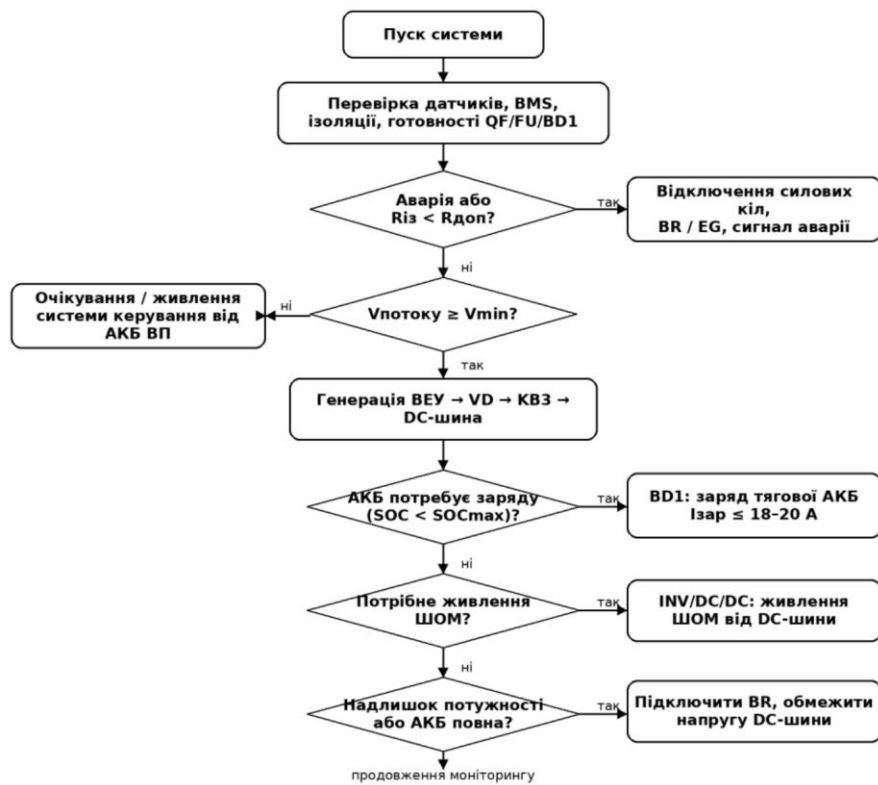 Пуск системи
Перевірка датчиків, BMS,
ізоляції, готовності QF/FU/BD1
Аварія або
Rіз < Rдоп?
так
Відключення силових
кіл,
BR / EG, сигнал аварії
ні
Очікування / живлення
системи керування від
АКБ ВП
ні
Vпотоку ≥ Vmin?
так
Генерація ВЕУ → VD → КВЗ →
DC-шина
АКБ потребує заряду
(SOC < SOCmax)?
так
BD1: заряд тягової АКБ
Ізар ≤ 18–20 А
ні
Потрібне живлення
ШОМ?
так
INV/DC/DC: живлення
ШОМ від DC-шини
ні
Надлишок потужності
або АКБ повна?
так
Підключити BR, обмежити
напругу DC-шини
продовження моніторингу